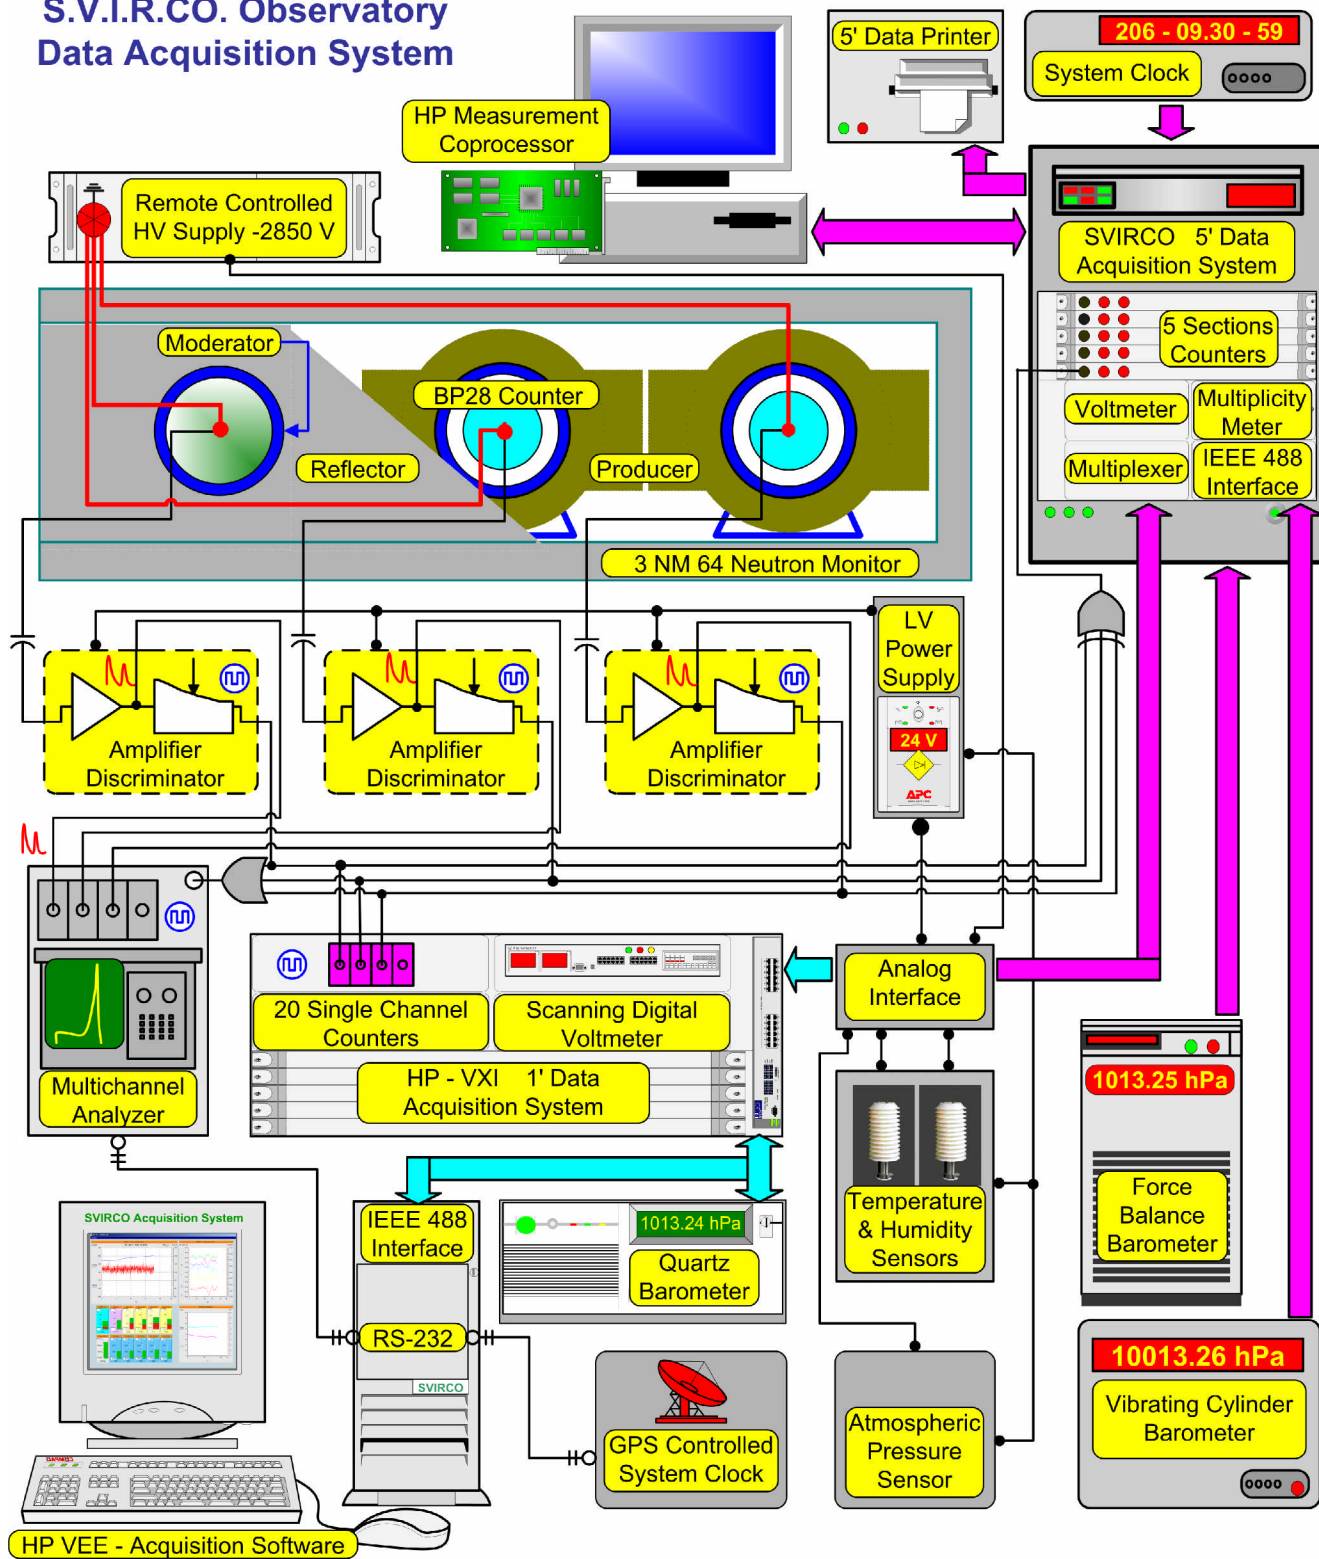 S.V.I.R.CO. Observatory
Data Acquisition System
5' Data Printer
206 - 09.30 - 59
System Clock
HP Measurement
Coprocessor
Remote Controlled
HV Supply -2850 V
SVIRCO 5' Data
Acquisition System
5 Sections
Counters
Voltmeter
Multiplicity
Meter
Multiplexer
IEEE 488
Interface
Moderator
BP28 Counter
Reflector
Producer
3 NM 64 Neutron Monitor
LV
Power
Supply
24 V
APC
Amplifier
Discriminator
Amplifier
Discriminator
Amplifier
Discriminator
Analog
Interface
20 Single Channel
Counters
Scanning Digital
Voltmeter
HP - VXI 1' Data
Acquisition System
Multichannel
Analyzer
1013.25 hPa
Force
Balance
Barometer
Temperature
& Humidity
Sensors
SVIRCO Acquisition System
IEEE 488
Interface
1013.24 hPa
Quartz
Barometer
RS-232
SVIRCO
GPS Controlled
System Clock
Atmospheric
Pressure
Sensor
10013.26 hPa
Vibrating Cylinder
Barometer
HP VEE - Acquisition Software